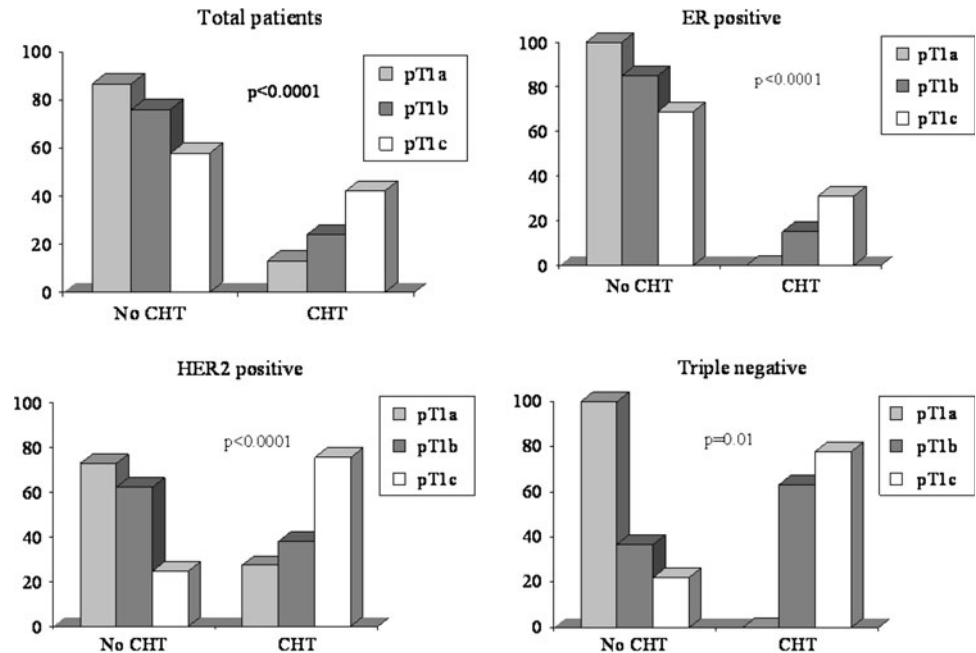 Total patients
100
80
60
40
20
0
p<0.0001
pT1a
pT1b
pT1c
No CHT
CHT
ER positive
100
80
60
40
20
0
p<0.0001
pT1a
pT1b
pT1c
No CHT
CHT
HER2 positive
100
80
60
40
20
0
p<0.0001
pT1a
pT1b
pT1c
No CHT
CHT
Triple negative
100
80
60
40
20
0
p=0.01
pT1a
pT1b
pT1c
No CHT
CHT